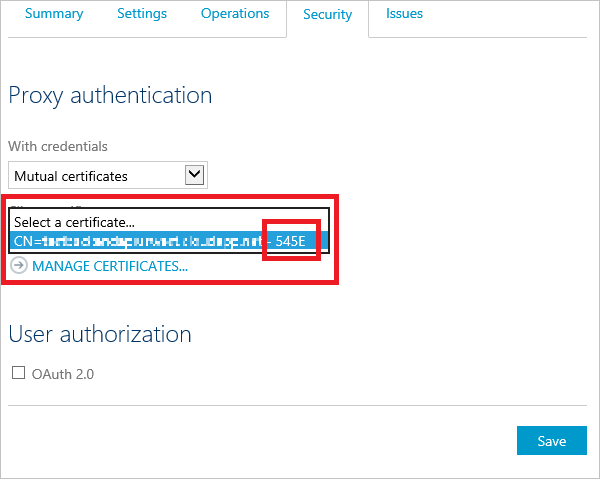 Summary Settings Operations Security Issues
Proxy authentication
With credentials
Mutual certificates
Select a certificate...
CN= - 545E
MANAGE CERTIFICATES...
User authorization
OAuth 2.0
Save